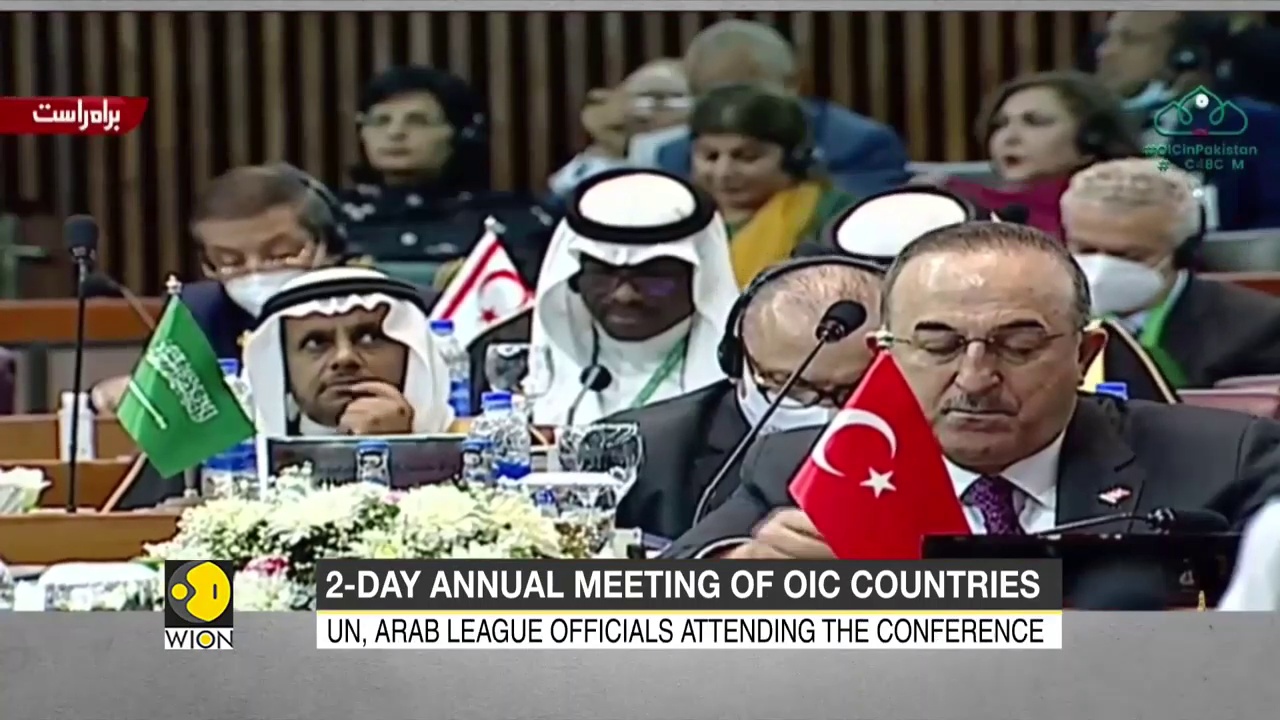 براہ راست
#OICinPakistan
WION
2-DAY ANNUAL MEETING OF OIC COUNTRIES
UN, ARAB LEAGUE OFFICIALS ATTENDING THE CONFERENCE